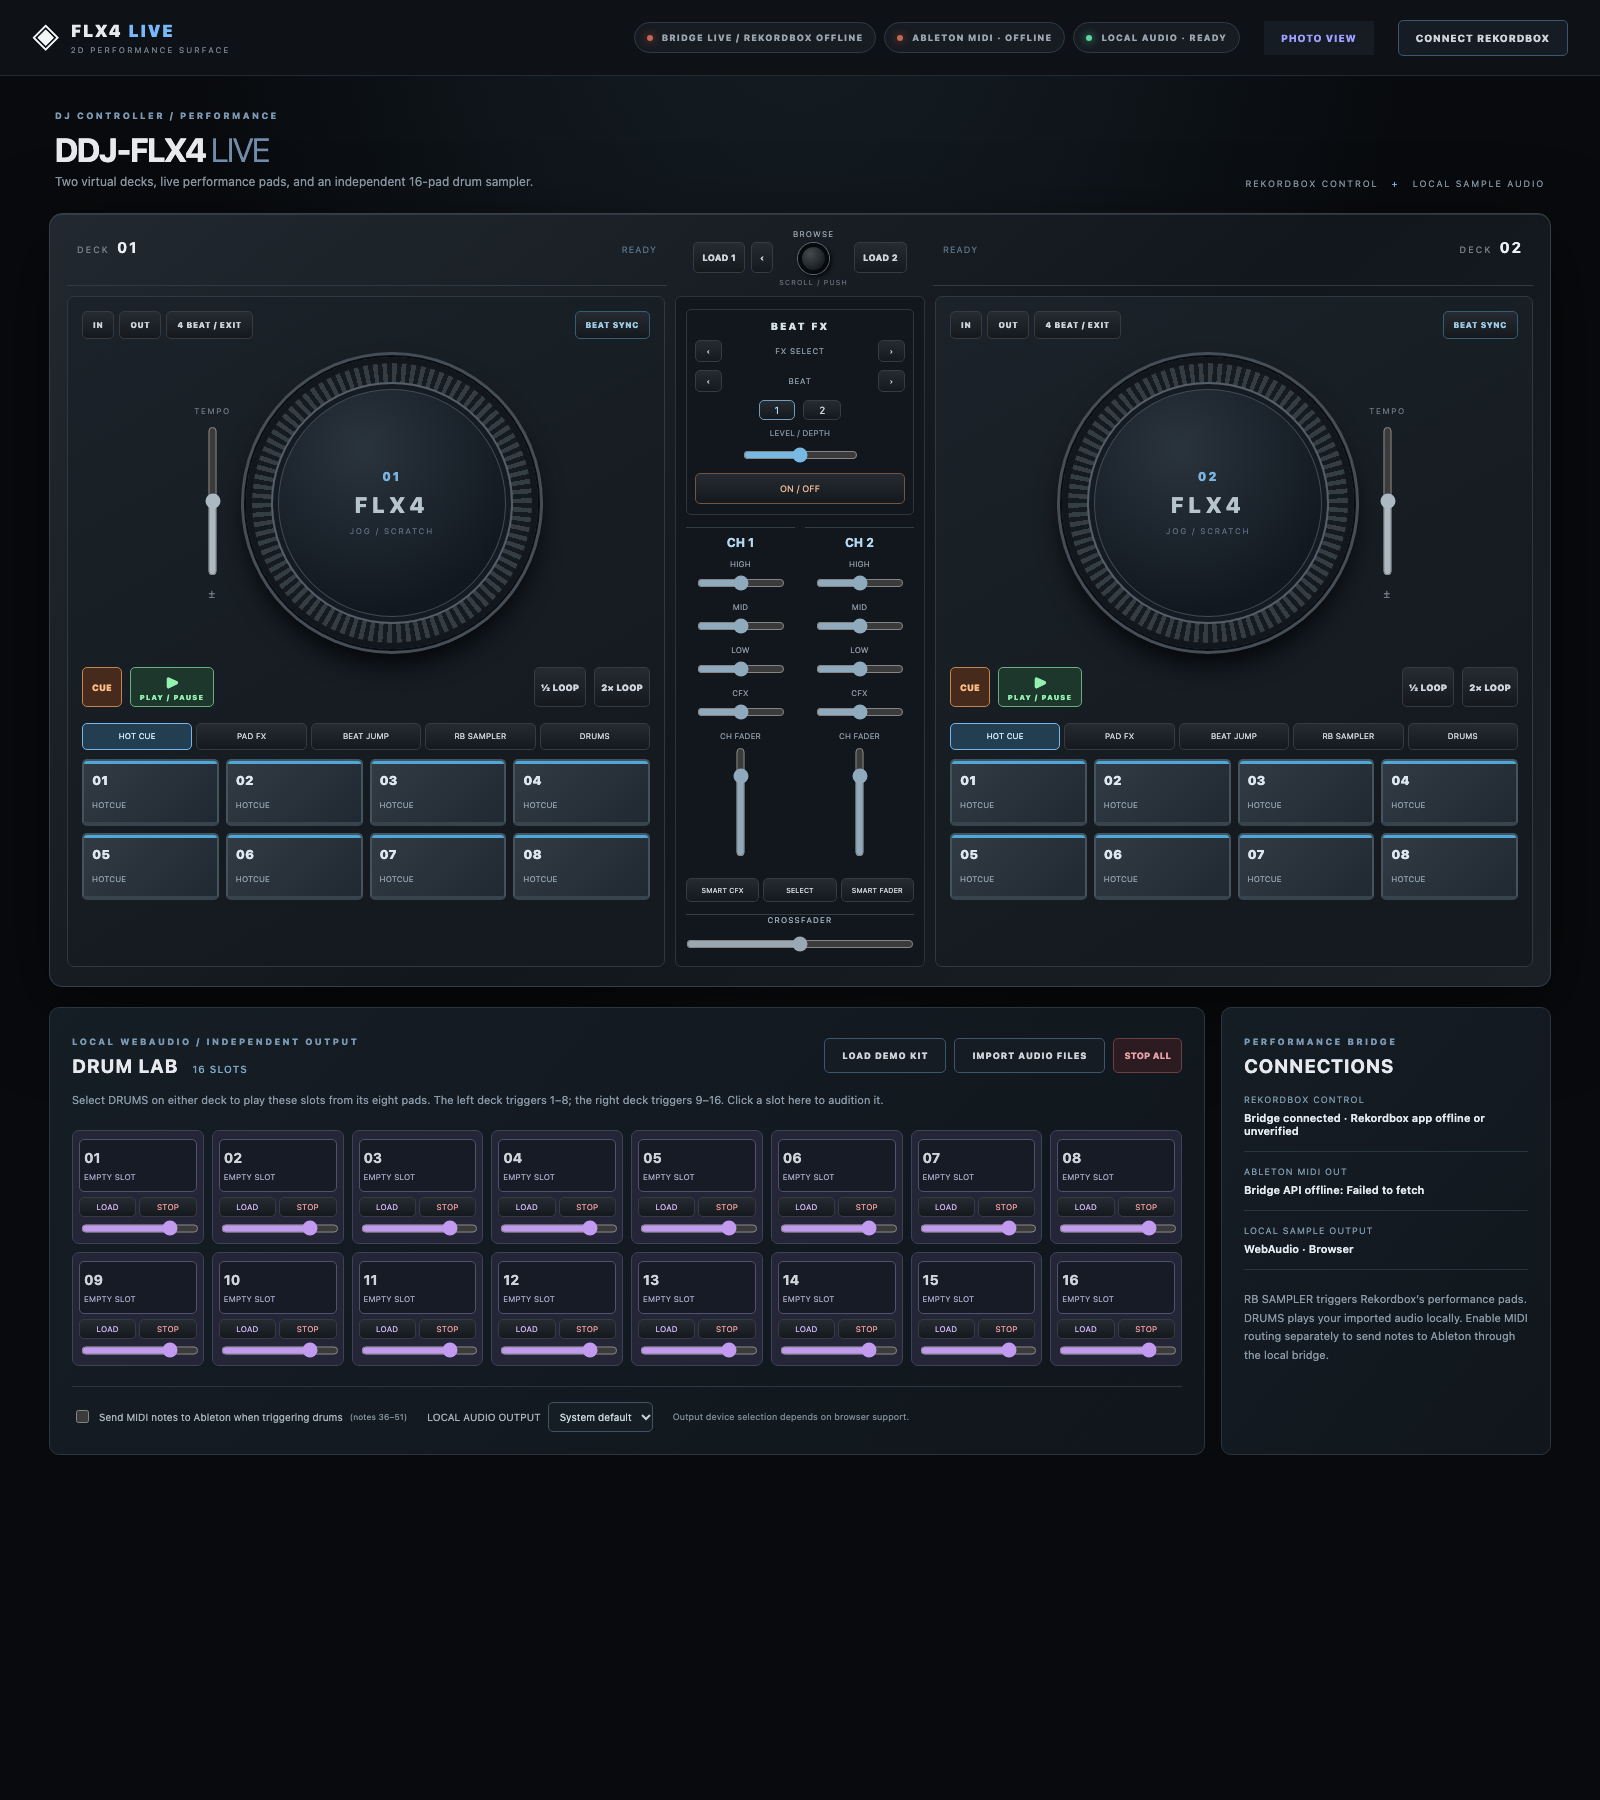 FLX4 LIVE
2D PERFORMANCE SURFACE
BRIDGE LIVE / REKORDBOX OFFLINE
ABLETON MIDI · OFFLINE
LOCAL AUDIO · READY
PHOTO VIEW
CONNECT REKORDBOX
DJ CONTROLLER / PERFORMANCE
DDJ-FLX4 LIVE
Two virtual decks, live performance pads, and an independent 16-pad drum sampler.
REKORDBOX CONTROL + LOCAL SAMPLE AUDIO
DECK 01
READY
BROWSE
LOAD 1
‹
LOAD 2
SCROLL / PUSH
READY
DECK 02
IN
OUT
4 BEAT / EXIT
BEAT SYNC
TEMPO
±
01
FLX4
JOG / SCRATCH
CUE
PLAY / PAUSE
½ LOOP
2× LOOP
HOT CUE
PAD FX
BEAT JUMP
RB SAMPLER
DRUMS
01
HOTCUE
02
HOTCUE
03
HOTCUE
04
HOTCUE
05
HOTCUE
06
HOTCUE
07
HOTCUE
08
HOTCUE
BEAT FX
‹ FX SELECT ›
‹ BEAT ›
1
2
LEVEL / DEPTH
ON / OFF
CH 1
HIGH
MID
LOW
CFX
CH FADER
CH 2
HIGH
MID
LOW
CFX
CH FADER
SMART CFX
SELECT
SMART FADER
CROSSFADER
IN
OUT
4 BEAT / EXIT
BEAT SYNC
02
FLX4
JOG / SCRATCH
TEMPO
±
CUE
PLAY / PAUSE
½ LOOP
2× LOOP
HOT CUE
PAD FX
BEAT JUMP
RB SAMPLER
DRUMS
01
HOTCUE
02
HOTCUE
03
HOTCUE
04
HOTCUE
05
HOTCUE
06
HOTCUE
07
HOTCUE
08
HOTCUE
LOCAL WEBAUDIO / INDEPENDENT OUTPUT
DRUM LAB 16 SLOTS
LOAD DEMO KIT
IMPORT AUDIO FILES
STOP ALL
Select DRUMS on either deck to play these slots from its eight pads. The left deck triggers 1–8; the right deck triggers 9–16. Click a slot here to audition it.
01
EMPTY SLOT
LOAD STOP
02
EMPTY SLOT
LOAD STOP
03
EMPTY SLOT
LOAD STOP
04
EMPTY SLOT
LOAD STOP
05
EMPTY SLOT
LOAD STOP
06
EMPTY SLOT
LOAD STOP
07
EMPTY SLOT
LOAD STOP
08
EMPTY SLOT
LOAD STOP
09
EMPTY SLOT
LOAD STOP
10
EMPTY SLOT
LOAD STOP
11
EMPTY SLOT
LOAD STOP
12
EMPTY SLOT
LOAD STOP
13
EMPTY SLOT
LOAD STOP
14
EMPTY SLOT
LOAD STOP
15
EMPTY SLOT
LOAD STOP
16
EMPTY SLOT
LOAD STOP
Send MIDI notes to Ableton when triggering drums (notes 36–51)
LOCAL AUDIO OUTPUT
System default
Output device selection depends on browser support.
PERFORMANCE BRIDGE
CONNECTIONS
REKORDBOX CONTROL
Bridge connected · Rekordbox app offline or
unverified
ABLETON MIDI OUT
Bridge API offline: Failed to fetch
LOCAL SAMPLE OUTPUT
WebAudio · Browser
RB SAMPLER triggers Rekordbox's performance pads.
DRUMS plays your imported audio locally. Enable MIDI
routing separately to send notes to Ableton through
the local bridge.